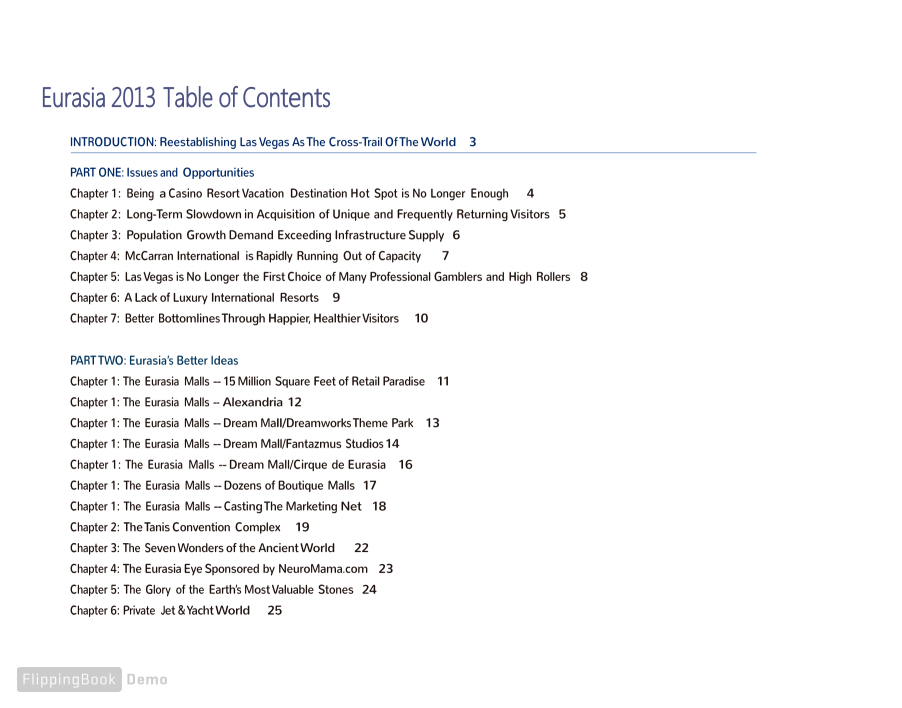 Eurasia 2013 Table of Contents
INTRODUCTION: Reestablishing Las Vegas As The Cross-Trail Of The World 3
PART ONE: Issues and Opportunities
Chapter 1: Being a Casino Resort Vacation Destination Hot Spot is No Longer Enough 4
Chapter 2: Long-Term Slowdown in Acquisition of Unique and Frequently Returning Visitors 5
Chapter 3: Population Growth Demand Exceeding Infrastructure Supply 6
Chapter 4: McCarran International is Rapidly Running Out of Capacity 7
Chapter 5: Las Vegas is No Longer the First Choice of Many Professional Gamblers and High Rollers 8
Chapter 6: A Lack of Luxury International Resorts 9
Chapter 7: Better Bottomlines Through Happier, Healthier Visitors 10
PART TWO: Eurasia's Better Ideas
Chapter 1: The Eurasia Malls -- 15 Million Square Feet of Retail Paradise 11
Chapter 1: The Eurasia Malls -- Alexandria 12
Chapter 1: The Eurasia Malls -- Dream Mall/Dreamworks Theme Park 13
Chapter 1: The Eurasia Malls -- Dream Mall/Fantazmus Studios 14
Chapter 1: The Eurasia Malls -- Dream Mall/Cirque de Eurasia 16
Chapter 1: The Eurasia Malls -- Dozens of Boutique Malls 17
Chapter 1: The Eurasia Malls -- Casting The Marketing Net 18
Chapter 2: The Tanis Convention Complex 19
Chapter 3: The Seven Wonders of the Ancient World 22
Chapter 4: The Eurasia Eye Sponsored by NeuroMama.com 23
Chapter 5: The Glory of the Earth's Most Valuable Stones 24
Chapter 6: Private Jet & Yacht World 25
FlippingBook Demo